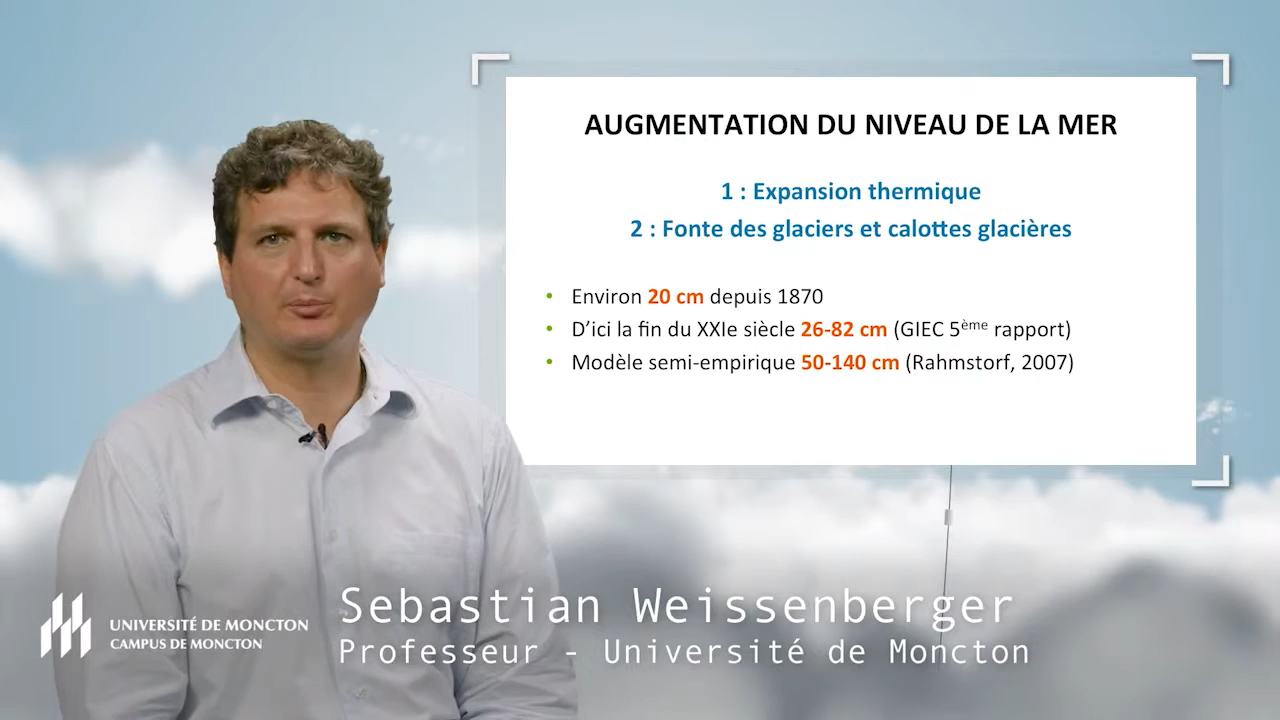 AUGMENTATION DU NIVEAU DE LA MER
1 : Expansion thermique
2 : Fonte des glaciers et calottes glacières
• Environ 20 cm depuis 1870
• D'ici la fin du XXIe siècle 26-82 cm (GIEC 5ème rapport)
• Modèle semi-empirique 50-140 cm (Rahmstorf, 2007)
Sebastian Weissenberger
Professeur - Université de Moncton
UNIVERSITÉ DE MONCTON
CAMPUS DE MONCTON